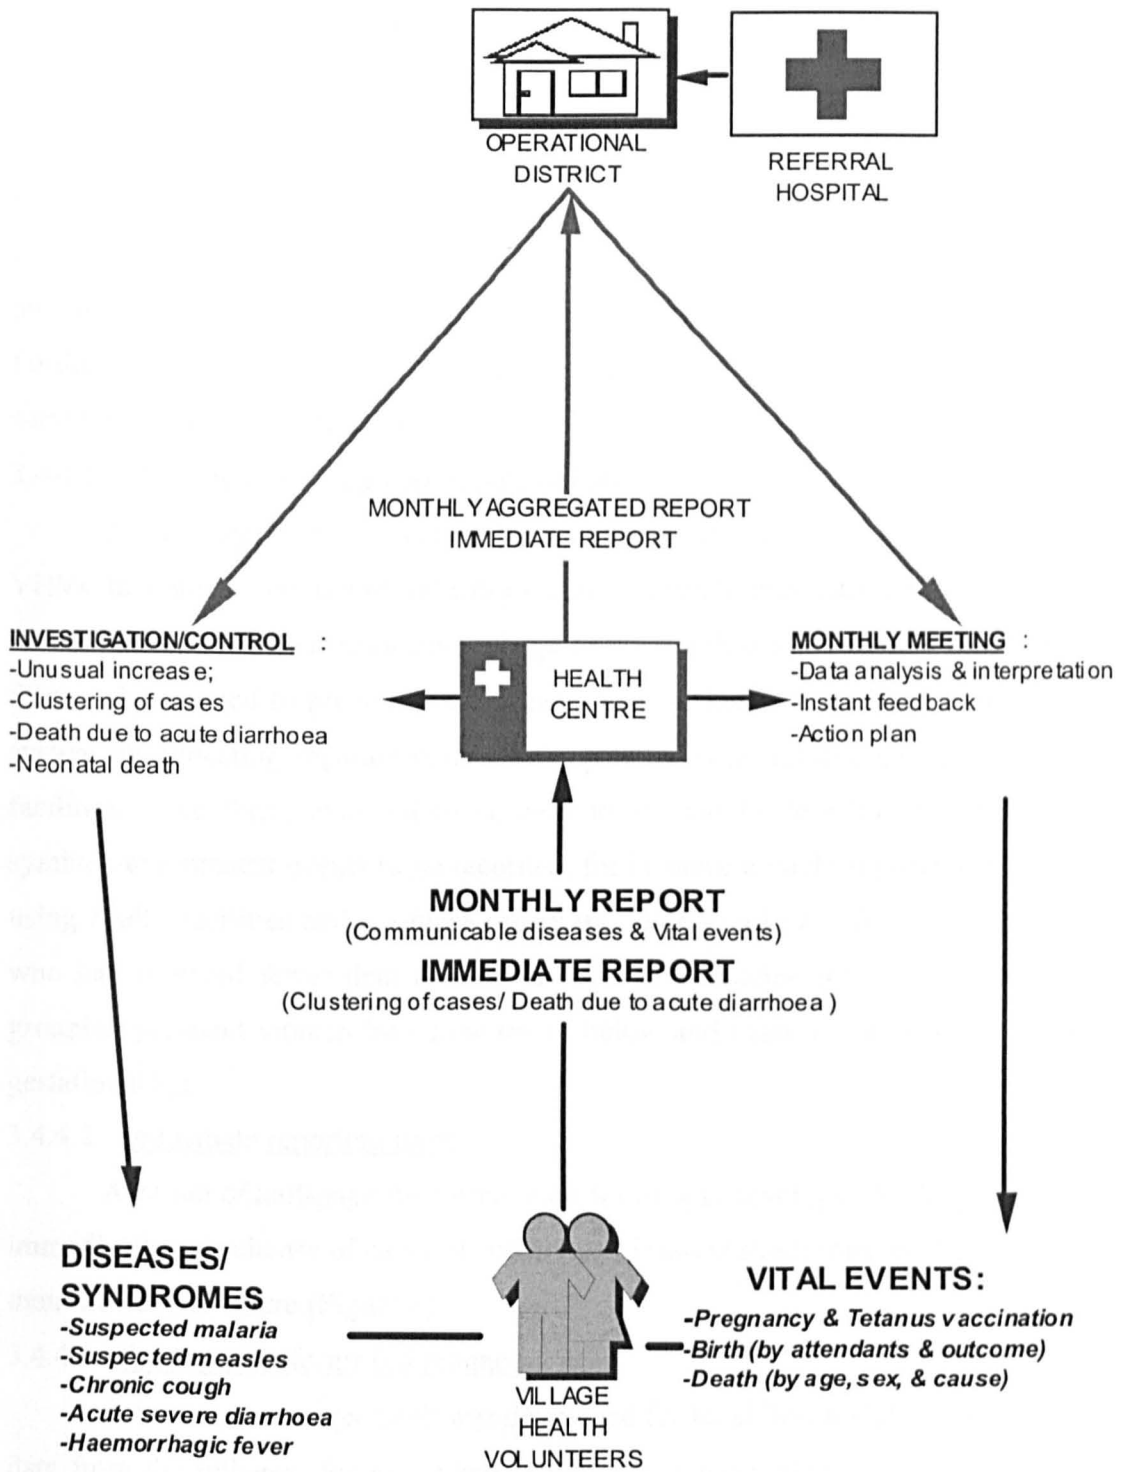 OPERATIONAL
DISTRICT
REFERRAL
HOSPITAL
MONTHLY AGGREGATED REPORT
IMMEDIATE REPORT
INVESTIGATION/CONTROL :
-Unusual increase;
-Clustering of cases
-Death due to acute diarrhoea
-Neonatal death
HEALTH
CENTRE
MONTHLY MEETING :
-Data analysis & interpretation
-Instant feedback
-Action plan
MONTHLY REPORT
(Communicable diseases & Vital events)
IMMEDIATE REPORT
(Clustering of cases/ Death due to acute diarrhoea )
DISEASES/
SYNDROMES
-Suspected malaria
-Suspected measles
-Chronic cough
-Acute severe diarrhoea
-Haemorrhagic fever
VILLAGE
HEALTH
VOLUNTEERS
VITAL EVENTS:
-Pregnancy & Tetanus vaccination
-Birth (by attendants & outcome)
-Death (by age, sex, & cause)